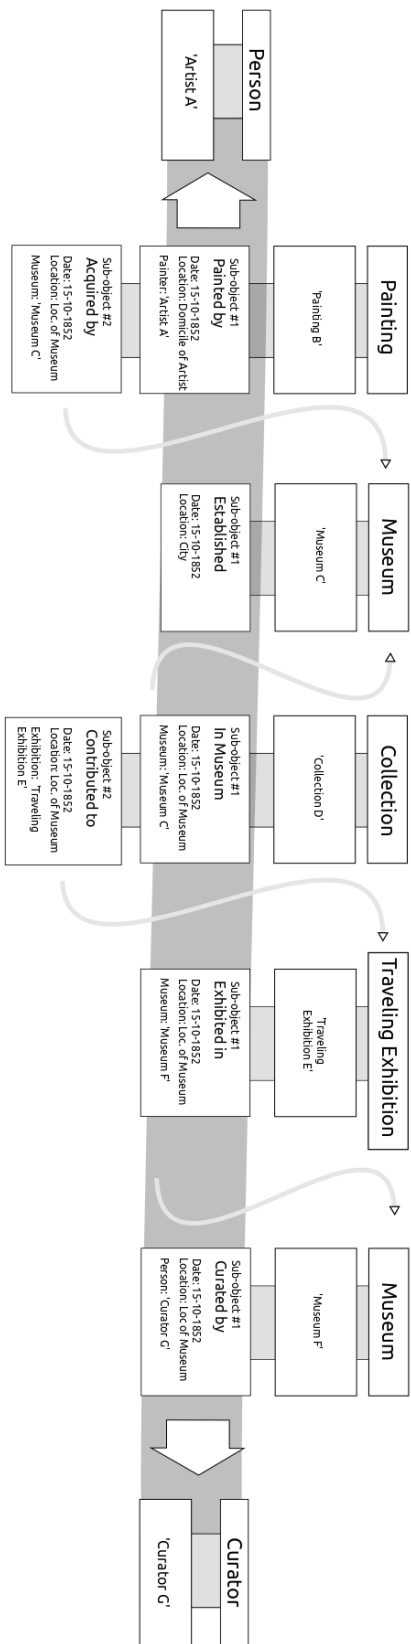 Person
'Artist A'
Painting
'Painting B'
Sub-object #1
Painted by
Date: 15-10-1852
Location: Domicile of Artist
Painter: 'Artist A'
Sub-object #2
Acquired by
Date: 15-10-1852
Location: Loc. of Museum
Museum: 'Museum C'
Museum
'Museum C'
Sub-object #1
Established
Date: 15-10-1852
Location: City
Collection
'Collection D'
Sub-object #1
In Museum
Date: 15-10-1852
Location: Loc. of Museum
Museum: 'Museum C'
Sub-object #2
Contributed to
Date: 15-10-1852
Location: Loc. of Museum
Exhibition: 'Traveling
Exhibition E'
Traveling Exhibition
'Traveling
Exhibition E'
Sub-object #1
Exhibited in
Date: 15-10-1852
Location: Loc. of Museum
Museum: 'Museum F'
Museum
'Museum F'
Sub-object #1
Curated by
Date: 15-10-1852
Location: Loc of Museum
Person: 'Curator G'
Curator
'Curator G'